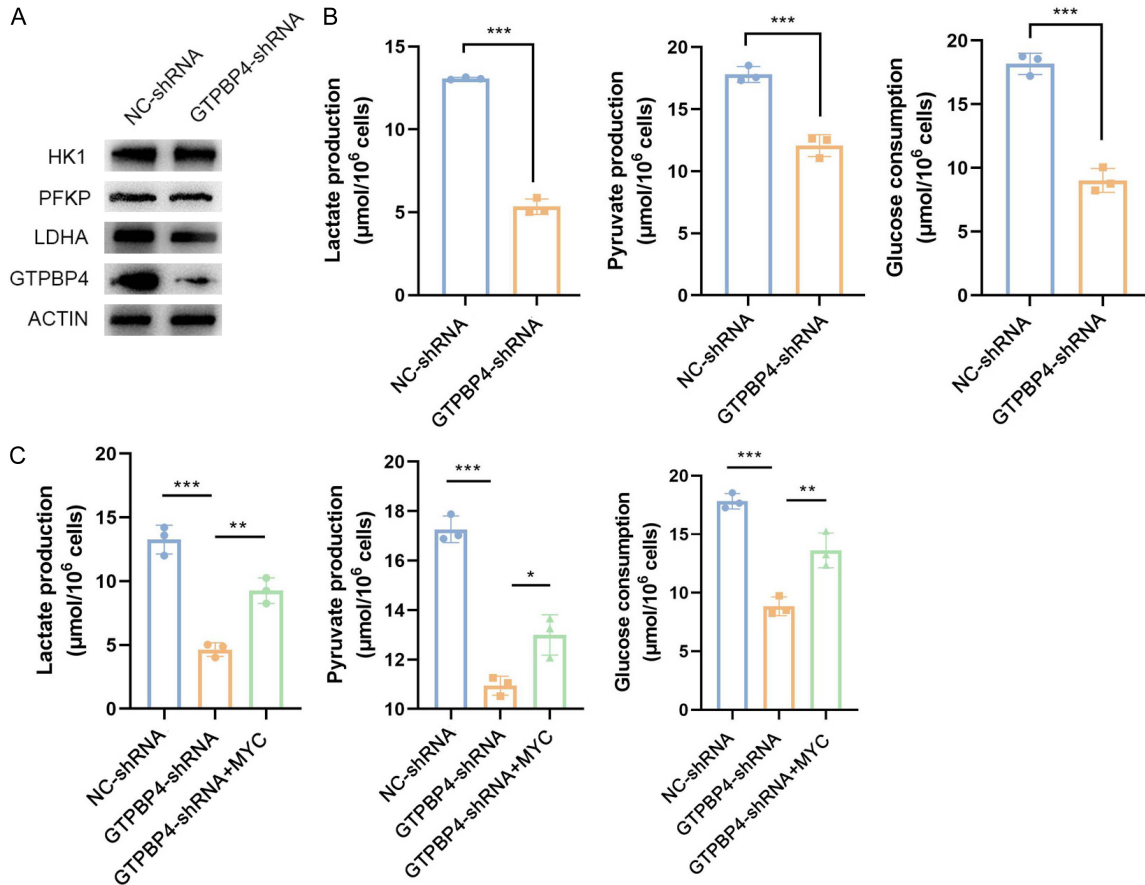 A
NC-shRNA
GTPBP4-shRNA
HK1
PFKP
LDHA
GTPBP4
ACTIN
B
Lactate production
(μmol/10⁶ cells)
15
10
5
0
***
NC-shRNA
GTPBP4-shRNA
Pyruvate production
(μmol/10⁶ cells)
20
15
10
5
0
***
NC-shRNA
GTPBP4-shRNA
Glucose consumption
(μmol/10⁶ cells)
20
15
10
5
0
***
NC-shRNA
GTPBP4-shRNA
C
Lactate production
(μmol/10⁶ cells)
20
15
10
5
0
***
**
NC-shRNA
GTPBP4-shRNA
GTPBP4-shRNA+MYC
Pyruvate production
(μmol/10⁶ cells)
20
18
16
14
12
10
***
*
NC-shRNA
GTPBP4-shRNA
GTPBP4-shRNA+MYC
Glucose consumption
(μmol/10⁶ cells)
20
15
10
5
0
***
**
NC-shRNA
GTPBP4-shRNA
GTPBP4-shRNA+MYC